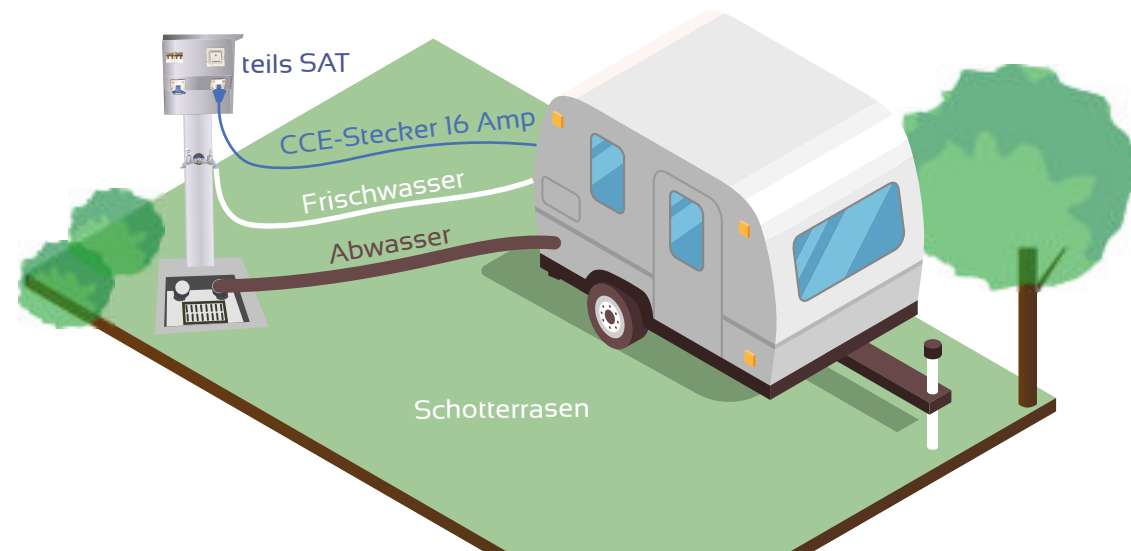 teils SAT
CCE-Stecker 16 Amp
Frischwasser
Abwasser
Schotterrasen